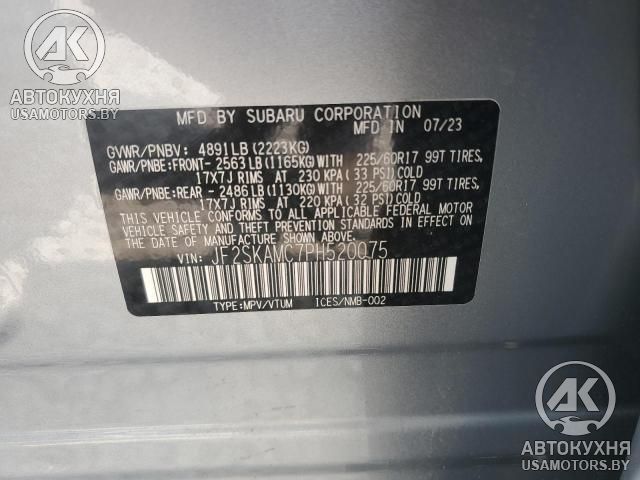 AK
АВТОКУХНЯ
USAMOTORS.BY
MFD BY SUBARU CORPORATION
MFD IN 07/23
GVWR/PNBV: 4891LB(2223KG)
GAWR/PNBE:FRONT- 2563LB(1165KG)WITH 225/60R17 99T TIRES,
17X7J RIMS AT 230 KPA(33 PSI)COLD
GAWR/PNBE:REAR -2486LB(1130KG)WITH 225/60R17 99T TIRES,
17X7J RIMS AT 220 KPA(32 PSI)COLD
THIS VEHICLE CONFORMS TO ALL APPLICABLE FEDERAL MOTOR
VEHICLE SAFETY AND THEFT PREVENTION STANDARDS IN EFFECT ON
THE DATE OF MANUFACTURE SHOWN ABOVE.
VIN: JF2SKAMC7PH520075
TYPE:MPV/VTUM ICES/NMB-002
AK
АВТОКУХНЯ
USAMOTORS.BY